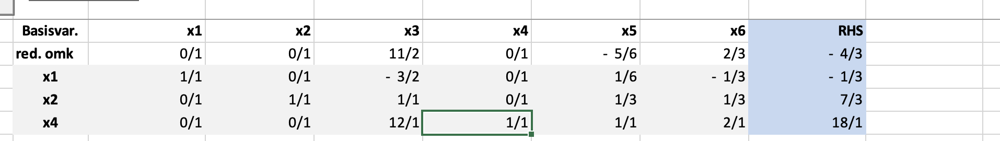 Basisvar. x1 x2 x3 x4 x5 x6 RHS
red. omk 0/1 0/1 11/2 0/1 - 5/6 2/3 - 4/3
x1 1/1 0/1 - 3/2 0/1 1/6 - 1/3 - 1/3
x2 0/1 1/1 1/1 0/1 1/3 1/3 7/3
x4 0/1 0/1 12/1 1/1 1/1 2/1 18/1